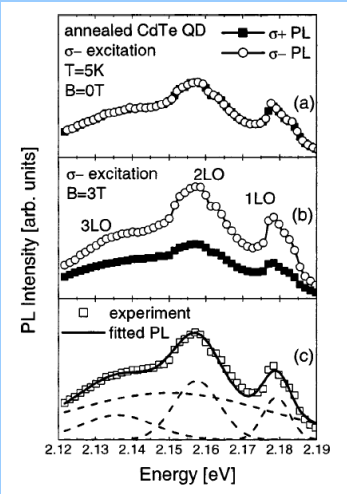 annealed CdTe QD
σ+ PL
σ− excitation
σ− PL
T=5K
B=0T
(a)
σ− excitation
2LO
B=3T
1LO
3LO
(b)
PL Intensity [arb. units]
experiment
fitted PL
(c)
2.12 2.13 2.14 2.15 2.16 2.17 2.18 2.19
Energy [eV]